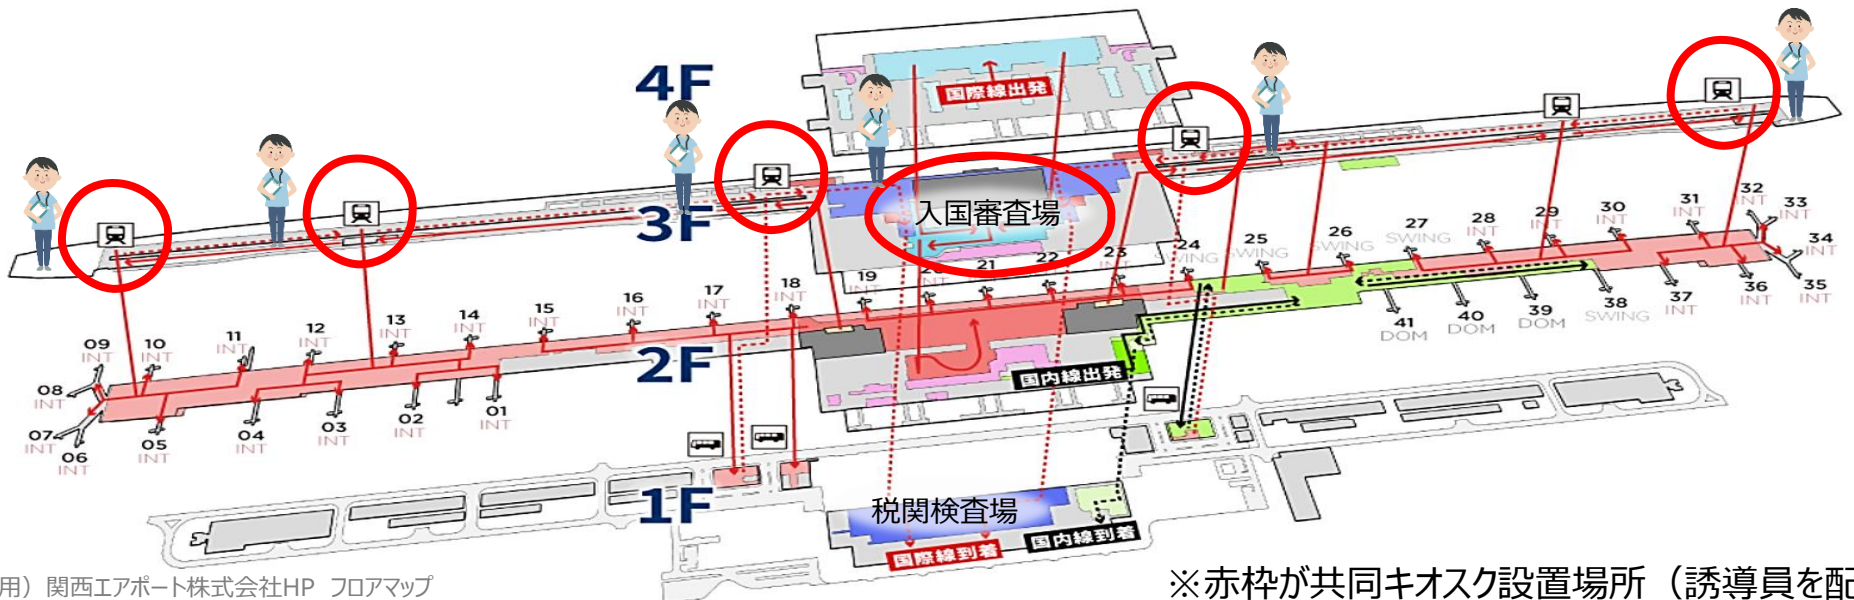 4F
国際線出発
3F
入国審査場
32
INT
33
INT
31
INT
30
INT
29
INT
28
INT
27
SWING
26
SWING
25
SWING
24
SWING
23
INT
22
21
19
INT
18
INT
17
INT
16
INT
15
INT
14
INT
13
INT
12
INT
11
INT
10
INT
09
INT
08
INT
07
INT
06
INT
05
INT
04
INT
03
INT
02
INT
01
INT
34
INT
35
INT
36
INT
37
INT
38
SWING
39
DOM
40
DOM
41
DOM
2F
国内線出発
1F
税関検査場
国際線到着
国内線到着
用）関西エアポート株式会社HP フロアマップ
※赤枠が共同キオスク設置場所（誘導員を配